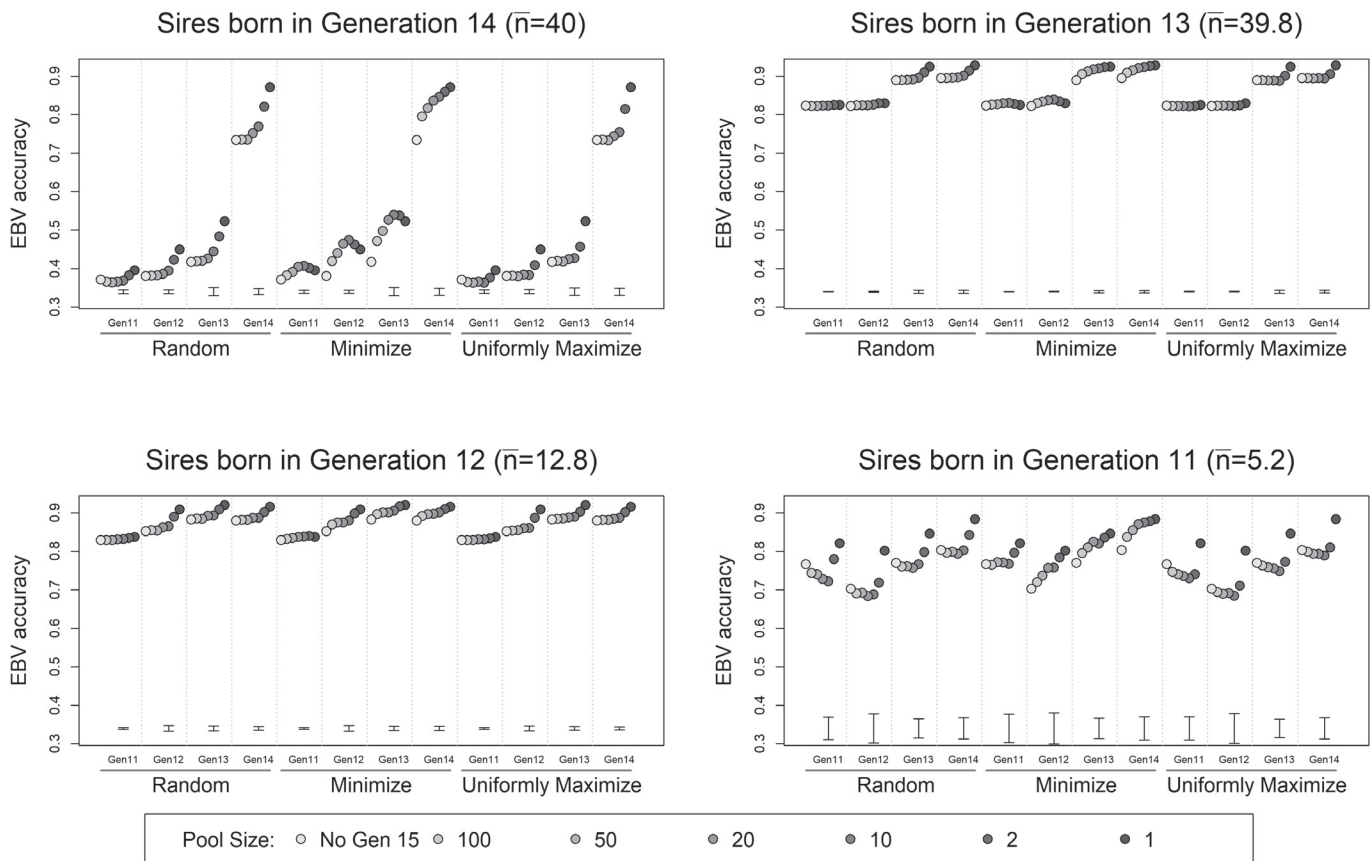 Sires born in Generation 14 (n̅=40)
EBV accuracy
0.9
0.8
0.7
0.6
0.5
0.4
0.3
Gen11 Gen12 Gen13 Gen14 Gen11 Gen12 Gen13 Gen14 Gen11 Gen12 Gen13 Gen14
Random Minimize Uniformly Maximize
Sires born in Generation 13 (n̅=39.8)
EBV accuracy
0.9
0.8
0.7
0.6
0.5
0.4
0.3
Gen11 Gen12 Gen13 Gen14 Gen11 Gen12 Gen13 Gen14 Gen11 Gen12 Gen13 Gen14
Random Minimize Uniformly Maximize
Sires born in Generation 12 (n̅=12.8)
EBV accuracy
0.9
0.8
0.7
0.6
0.5
0.4
0.3
Gen11 Gen12 Gen13 Gen14 Gen11 Gen12 Gen13 Gen14 Gen11 Gen12 Gen13 Gen14
Random Minimize Uniformly Maximize
Sires born in Generation 11 (n̅=5.2)
EBV accuracy
0.9
0.8
0.7
0.6
0.5
0.4
0.3
Gen11 Gen12 Gen13 Gen14 Gen11 Gen12 Gen13 Gen14 Gen11 Gen12 Gen13 Gen14
Random Minimize Uniformly Maximize
Pool Size: No Gen 15 100 50 20 10 2 1